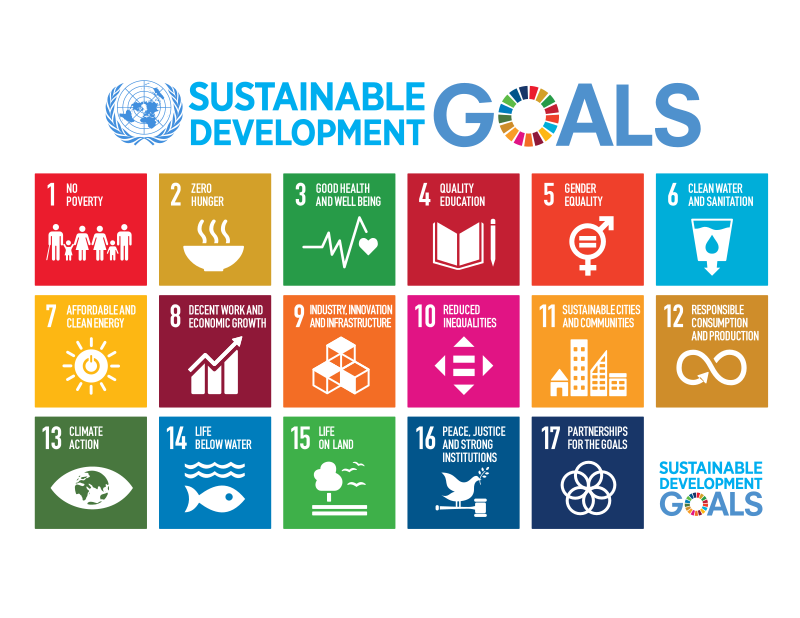 SUSTAINABLE
DEVELOPMENT
GOALS
1 NO
POVERTY
2 ZERO
HUNGER
3 GOOD HEALTH
AND WELL BEING
4 QUALITY
EDUCATION
5 GENDER
EQUALITY
6 CLEAN WATER
AND SANITATION
7 AFFORDABLE AND
CLEAN ENERGY
8 DECENT WORK AND
ECONOMIC GROWTH
9 INDUSTRY, INNOVATION
AND INFRASTRUCTURE
10 REDUCED
INEQUALITIES
11 SUSTAINABLE CITIES
AND COMMUNITIES
12 RESPONSIBLE
CONSUMPTION
AND PRODUCTION
13 CLIMATE
ACTION
14 LIFE
BELOW WATER
15 LIFE
ON LAND
16 PEACE, JUSTICE
AND STRONG
INSTITUTIONS
17 PARTNERSHIPS
FOR THE GOALS
SUSTAINABLE
DEVELOPMENT
GOALS